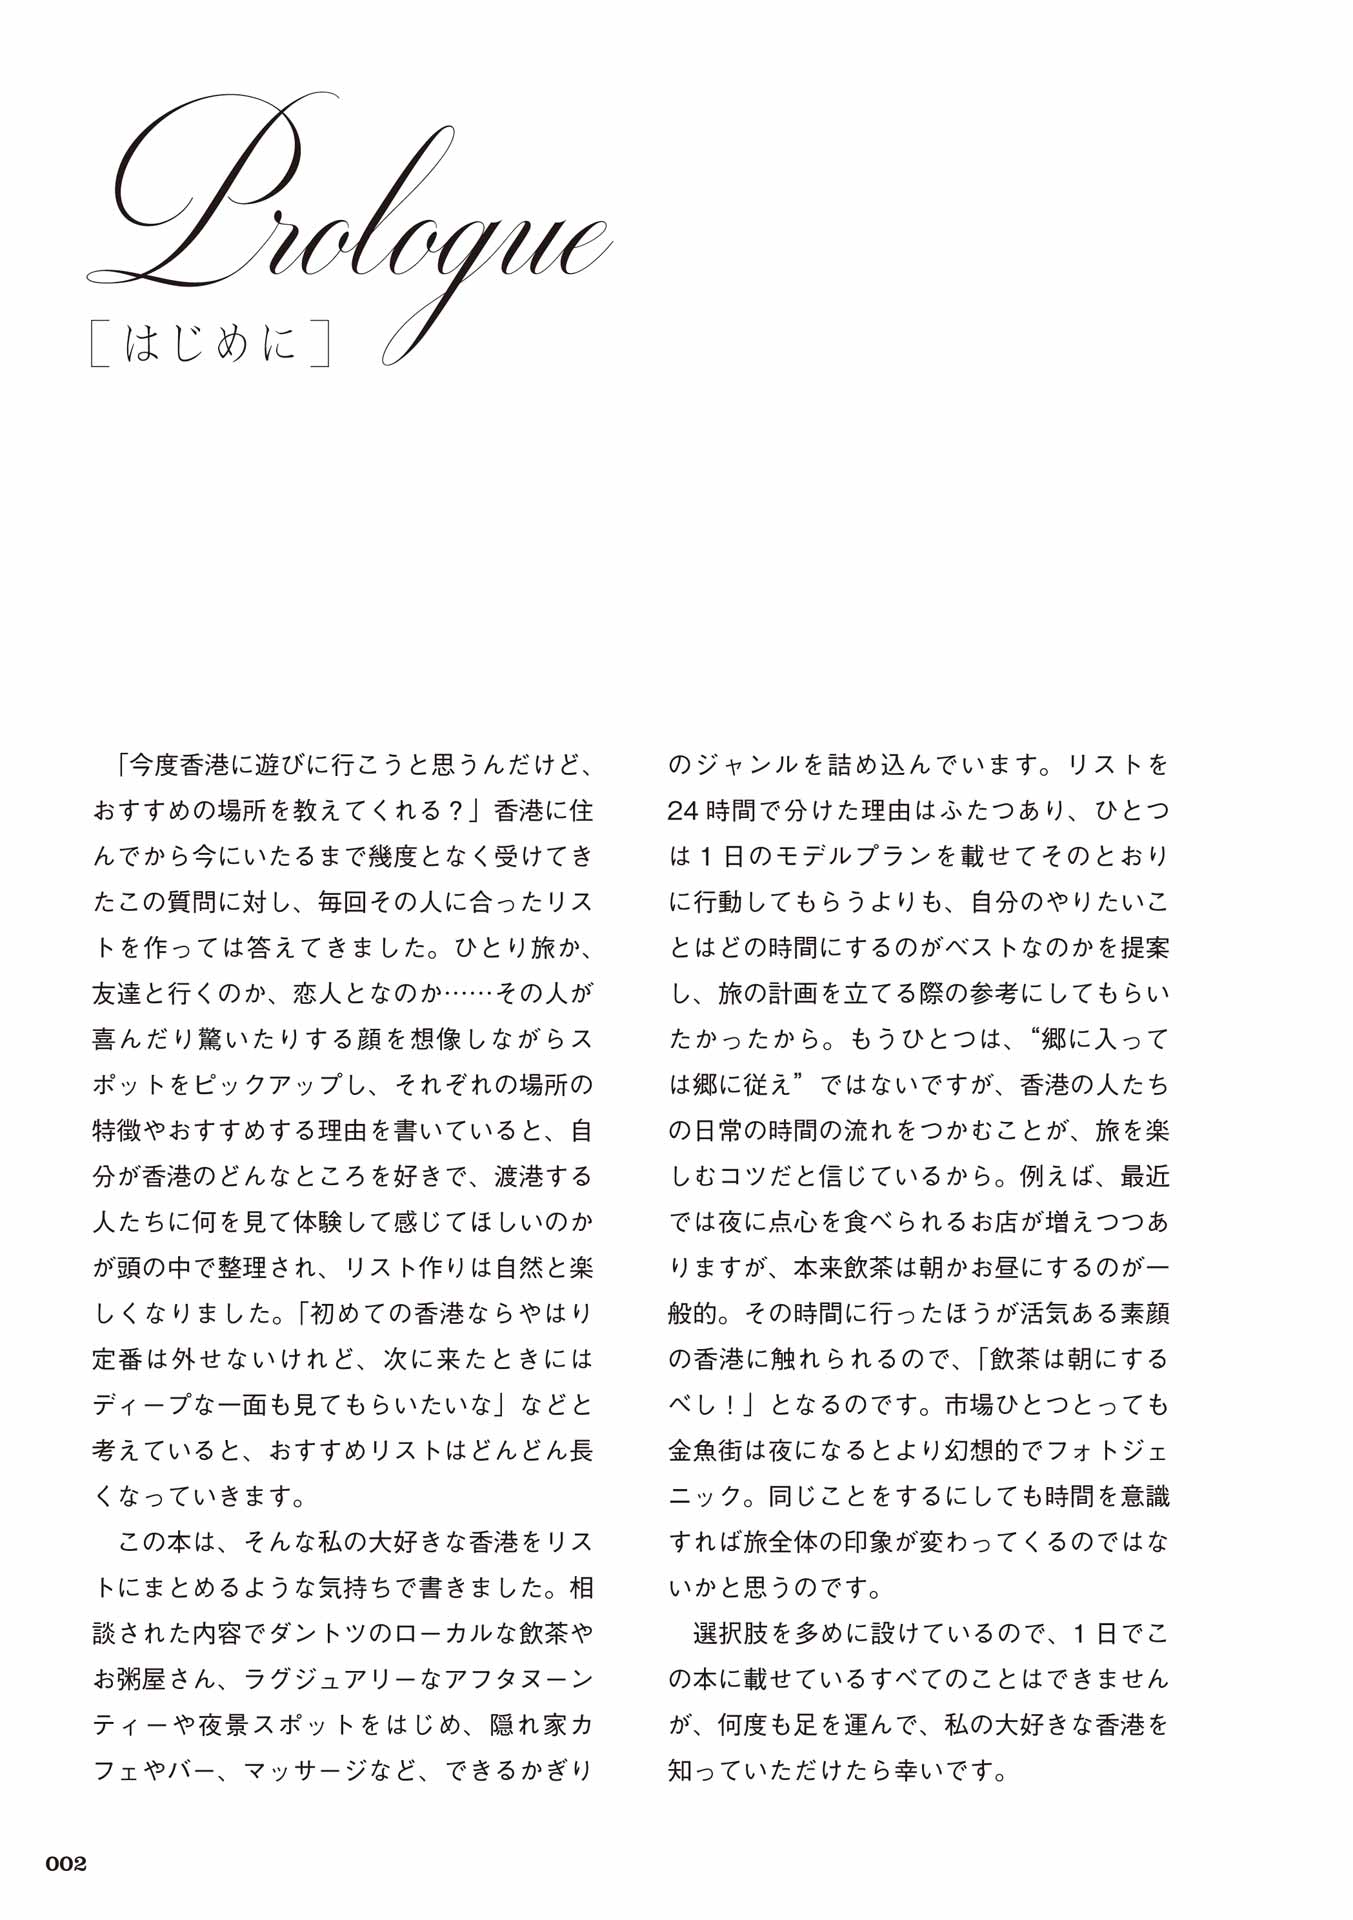 Prologue
［はじめに］
「今度香港に遊びに行こうと思うんだけど、
おすすめの場所を教えてくれる？」香港に住
んでから今にいたるまで幾度となく受けてき
たこの質問に対し、毎回その人に合ったリス
トを作っては答えてきました。ひとり旅か、
友達と行くのか、恋人となのか……その人が
喜んだり驚いたりする顔を想像しながらス
ポットをピックアップし、それぞれの場所の
特徴やおすすめする理由を書いていると、自
分が香港のどんなところを好きで、渡港する
人たちに何を見て体験して感じてほしいのか
が頭の中で整理され、リスト作りは自然と楽
しくなりました。「初めての香港ならやはり
定番は外せないけれど、次に来たときには
ディープな一面も見てもらいたいな」などと
考えていると、おすすめリストはどんどん長
くなっていきます。
　この本は、そんな私の大好きな香港をリス
トにまとめるような気持ちで書きました。相
談された内容でダントツのローカルな飲茶や
お粥屋さん、ラグジュアリーなアフタヌーン
ティーや夜景スポットをはじめ、隠れ家カ
フェやバー、マッサージなど、できるかぎり
のジャンルを詰め込んでいます。リストを
24時間で分けた理由はふたつあり、ひとつ
は1日のモデルプランを載せてそのとおり
に行動してもらうよりも、自分のやりたいこ
とはどの時間にするのがベストなのかを提案
し、旅の計画を立てる際の参考にしてもらい
たかったから。もうひとつは、“郷に入って
は郷に従え”ではないですが、香港の人たち
の日常の時間の流れをつかむことが、旅を楽
しむコツだと信じているから。例えば、最近
では夜に点心を食べられるお店が増えつつあ
りますが、本来飲茶は朝かお昼にするのが一
般的。その時間に行ったほうが活気ある素顔
の香港に触れられるので、「飲茶は朝にする
べし！」となるのです。市場ひとつとっても
金魚街は夜になるとより幻想的でフォトジェ
ニック。同じことをするにしても時間を意識
すれば旅全体の印象が変わってくるのではな
いかと思うのです。
　選択肢を多めに設けているので、1日でこ
の本に載せているすべてのことはできません
が、何度も足を運んで、私の大好きな香港を
知っていただけたら幸いです。
002